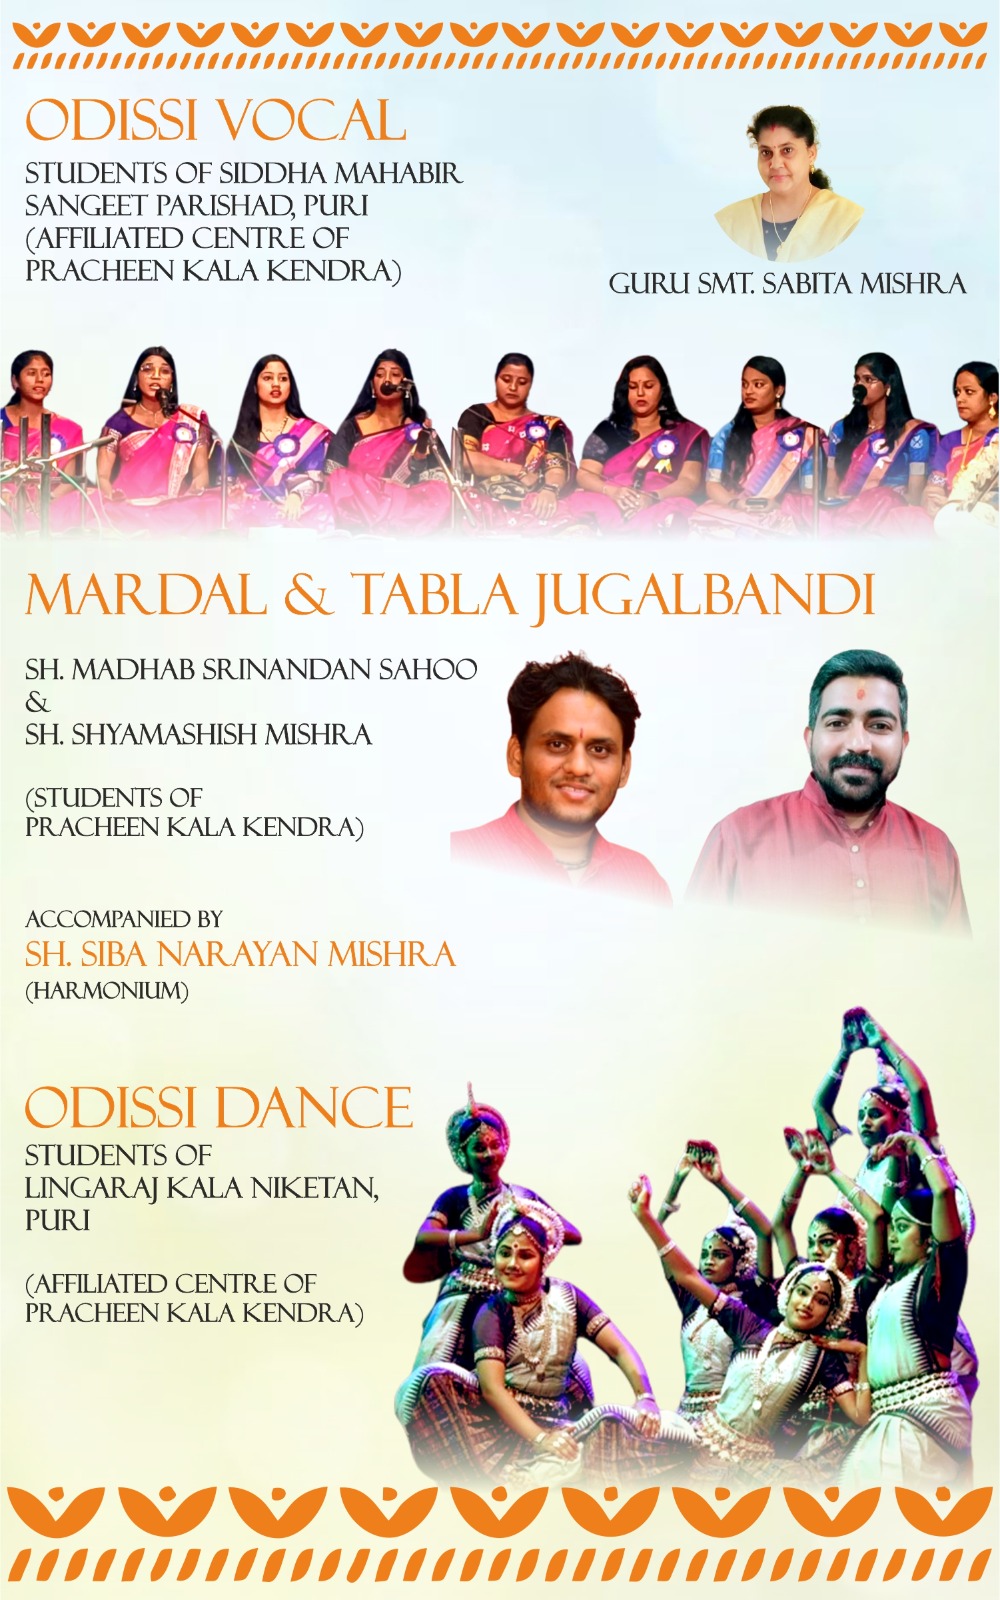 ODISSI VOCAL
STUDENTS OF SIDDHA MAHABIR
SANGEET PARISHAD, PURI
(AFFILIATED CENTRE OF
PRACHEEN KALA KENDRA)
GURU SMT. SABITA MISHRA
MARDAL & TABLA JUGALBANDI
SH. MADHAB SRINANDAN SAHOO
&
SH. SHYAMASHISH MISHRA
(STUDENTS OF
PRACHEEN KALA KENDRA)
ACCOMPANIED BY
SH. SIBA NARAYAN MISHRA
(HARMONIUM)
ODISSI DANCE
STUDENTS OF
LINGARAJ KALA NIKETAN,
PURI
(AFFILIATED CENTRE OF
PRACHEEN KALA KENDRA)